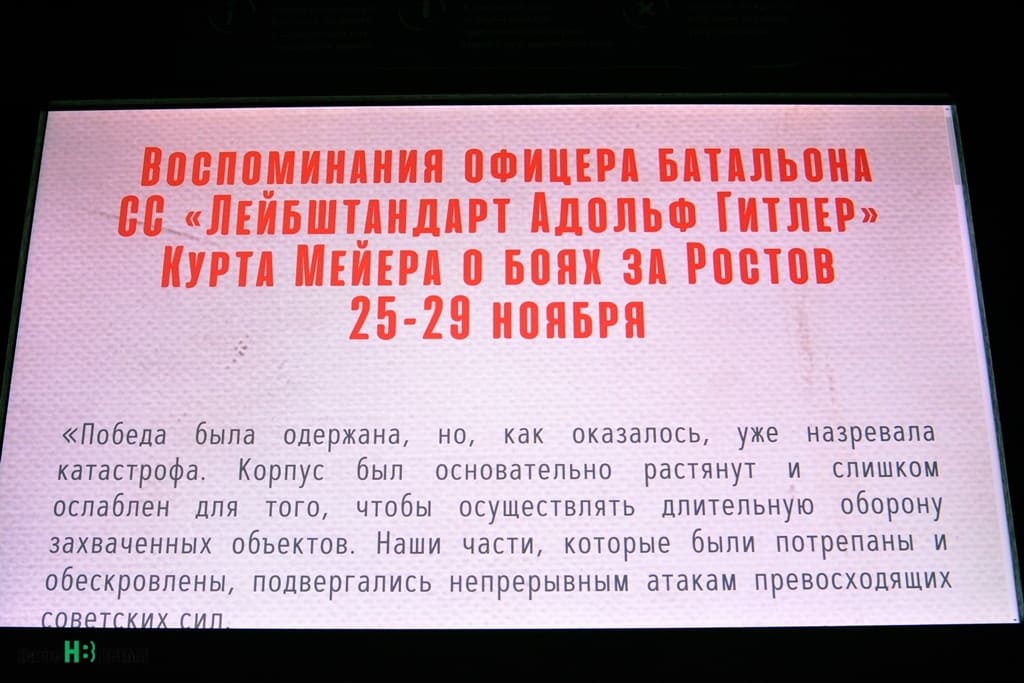 Воспоминания офицера батальона
СС «Лейбштандарт Адольф Гитлер»
Курта Мейера о боях за Ростов
25-29 ноября
«Победа была одержана, но, как оказалось, уже назревала
катастрофа. Корпус был основательно растянут и слишком
ослаблен для того, чтобы осуществлять длительную оборону
захваченных объектов. Наши части, которые были потрепаны и
обескровлены, подвергались непрерывным атакам превосходящих
советских сил.
НВ